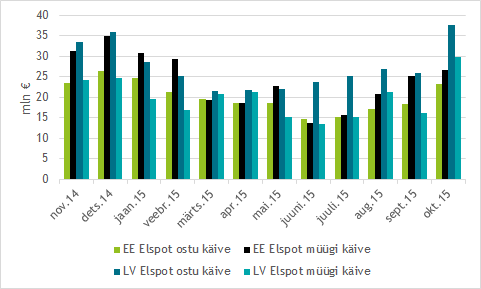 mln €
40
35
30
25
20
15
10
5
0
nov.14
dets.14
jaan.15
veebr.15
märts.15
apr.15
mai.15
juuni.15
juuli.15
aug.15
sept.15
okt.15
EE Elspot ostu käive
EE Elspot müügi käive
LV Elspot ostu käive
LV Elspot müügi käive